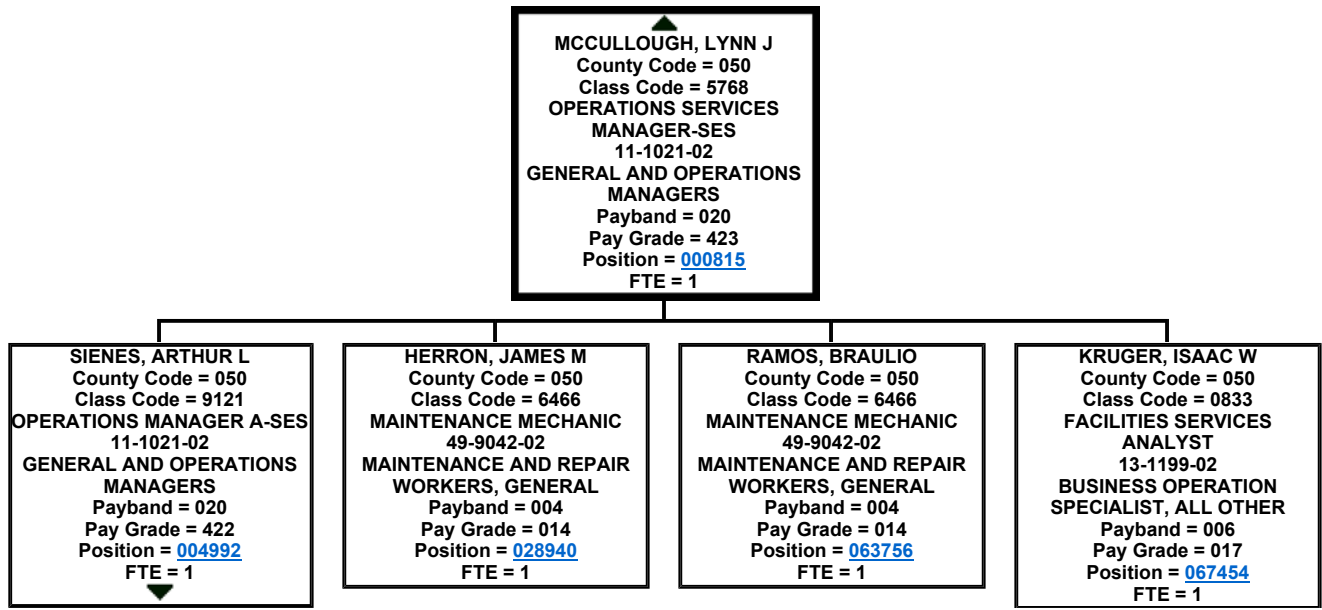 MCCULLOUGH, LYNN J
County Code = 050
Class Code = 5768
OPERATIONS SERVICES
MANAGER-SES
11-1021-02
GENERAL AND OPERATIONS
MANAGERS
Payband = 020
Pay Grade = 423
Position = 000815
FTE = 1
SIENES, ARTHUR L
County Code = 050
Class Code = 9121
OPERATIONS MANAGER A-SES
11-1021-02
GENERAL AND OPERATIONS
MANAGERS
Payband = 020
Pay Grade = 422
Position = 004992
FTE = 1
HERRON, JAMES M
County Code = 050
Class Code = 6466
MAINTENANCE MECHANIC
49-9042-02
MAINTENANCE AND REPAIR
WORKERS, GENERAL
Payband = 004
Pay Grade = 014
Position = 028940
FTE = 1
RAMOS, BRAULIO
County Code = 050
Class Code = 6466
MAINTENANCE MECHANIC
49-9042-02
MAINTENANCE AND REPAIR
WORKERS, GENERAL
Payband = 004
Pay Grade = 014
Position = 063756
FTE = 1
KRUGER, ISAAC W
County Code = 050
Class Code = 0833
FACILITIES SERVICES
ANALYST
13-1199-02
BUSINESS OPERATION
SPECIALIST, ALL OTHER
Payband = 006
Pay Grade = 017
Position = 067454
FTE = 1